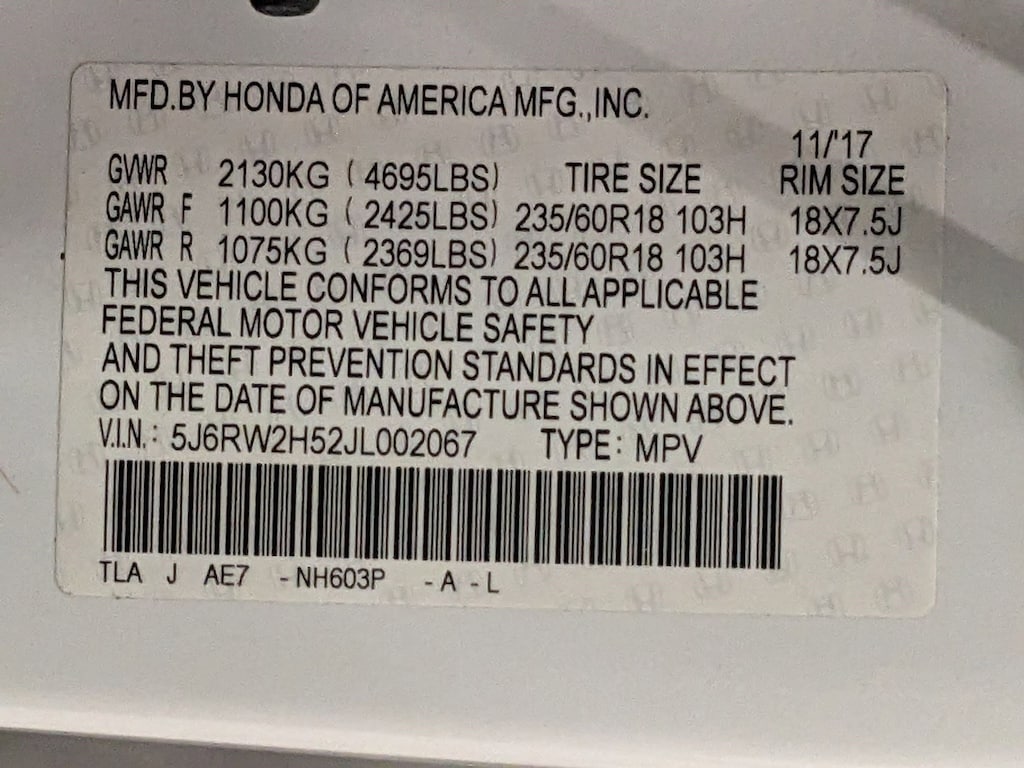 MFD.BY HONDA OF AMERICA MFG.,INC.
11/'17
GVWR 2130KG ( 4695LBS) TIRE SIZE RIM SIZE
GAWR F 1100KG ( 2425LBS) 235/60R18 103H 18X7.5J
GAWR R 1075KG ( 2369LBS) 235/60R18 103H 18X7.5J
THIS VEHICLE CONFORMS TO ALL APPLICABLE
FEDERAL MOTOR VEHICLE SAFETY
AND THEFT PREVENTION STANDARDS IN EFFECT
ON THE DATE OF MANUFACTURE SHOWN ABOVE.
V.I.N.: 5J6RW2H52JL002067 TYPE: MPV
TLA J AE7 -NH603P -A -L